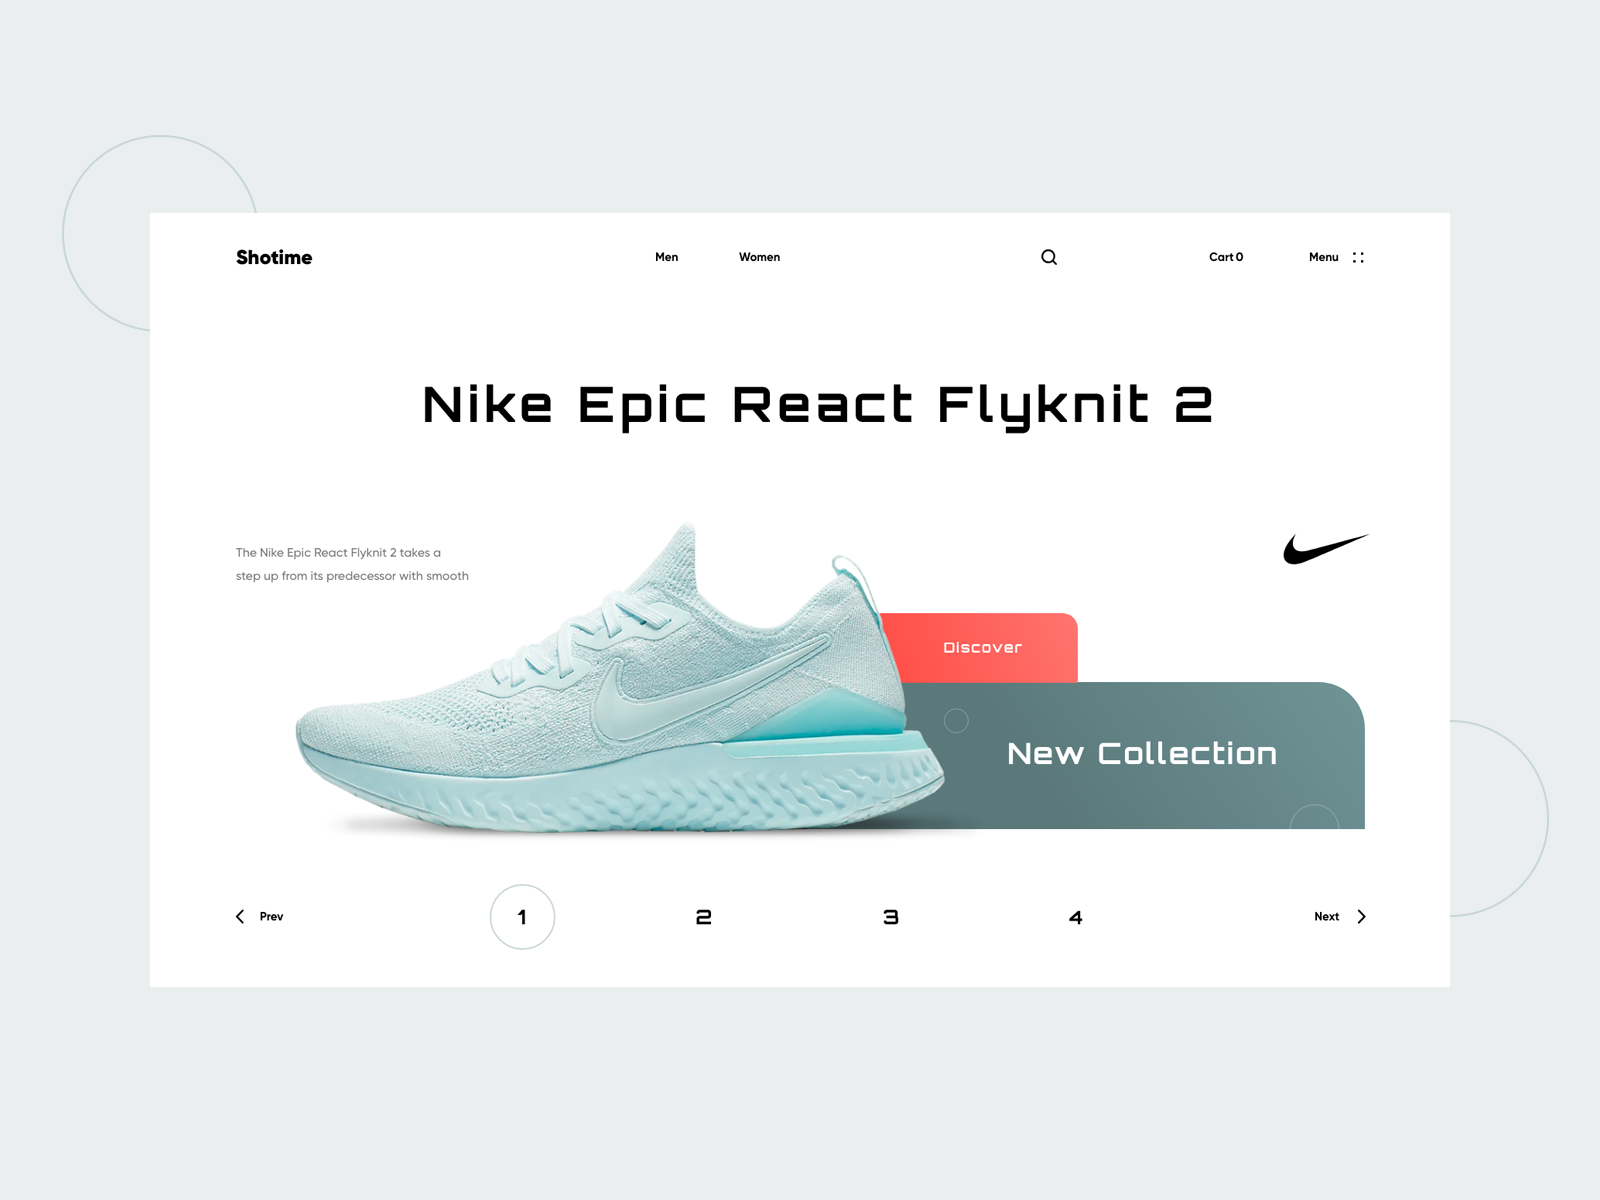 Shotime
Men
Women
Cart 0
Menu
Nike Epic React Flyknit 2
The Nike Epic React Flyknit 2 takes a
step up from its predecessor with smooth
Discover
New Collection
Prev
1
2
3
4
Next